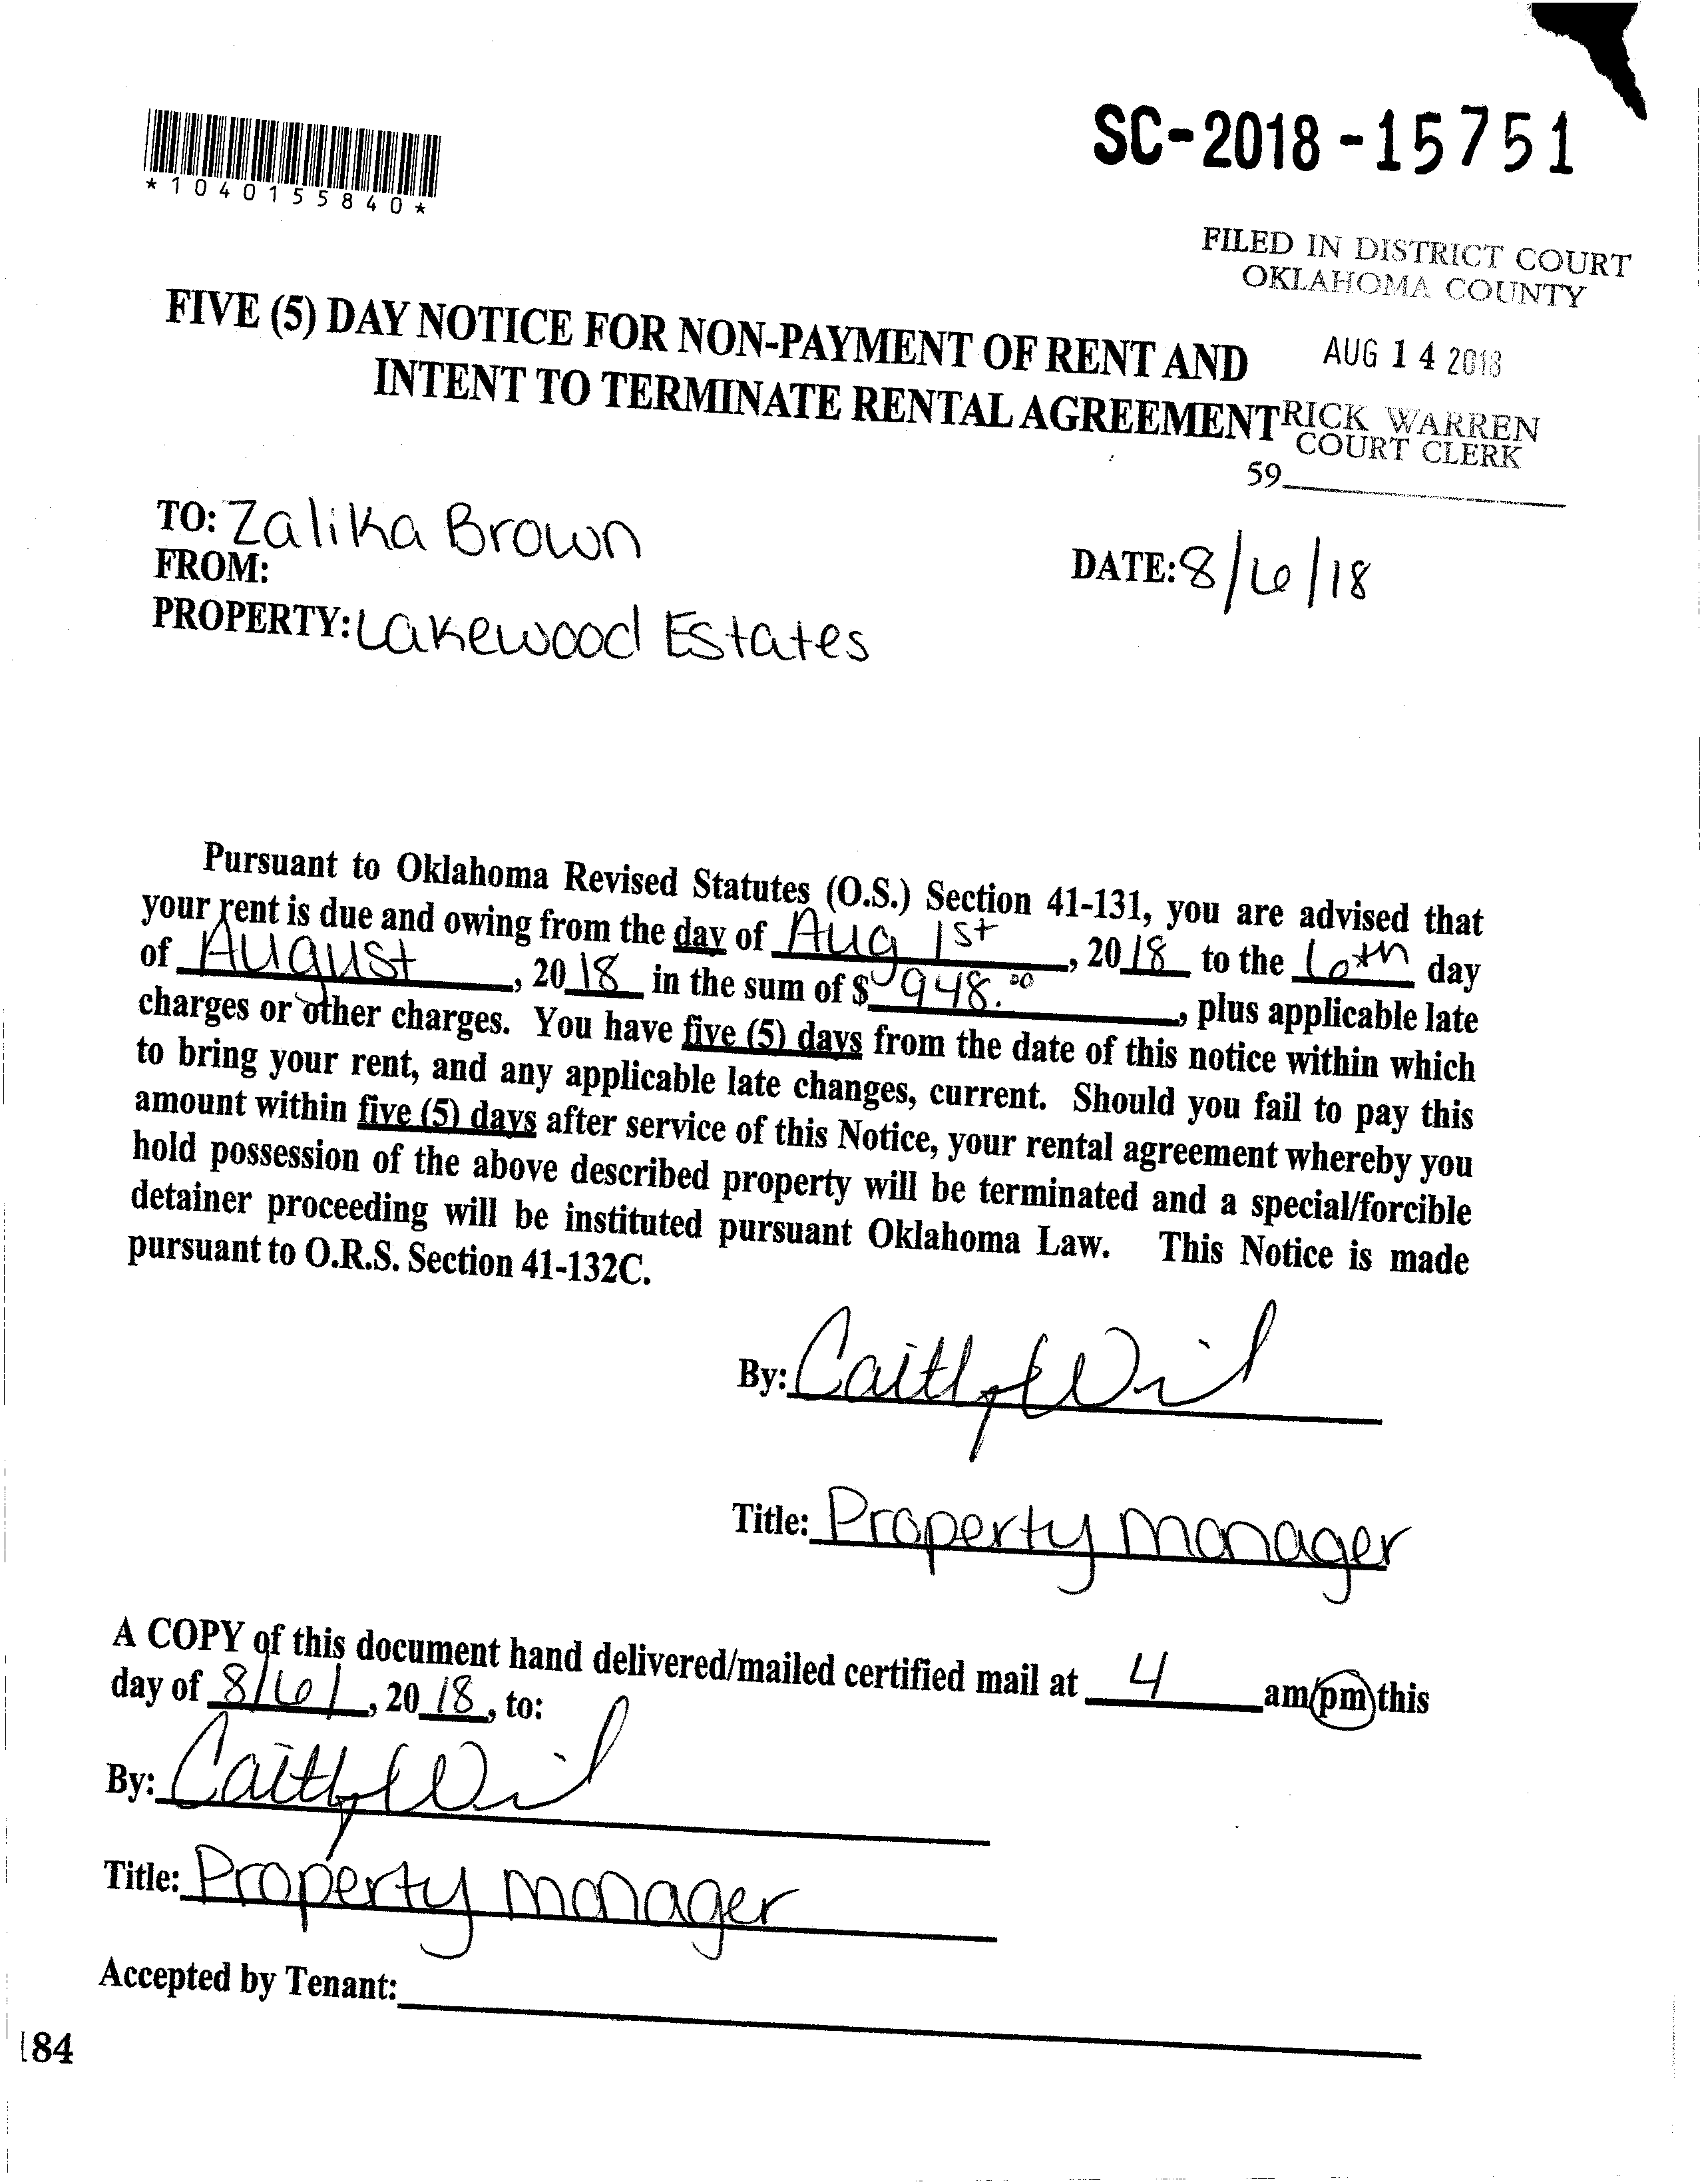 SC-2018-15751
*1040155840*
FILED IN DISTRICT COURT
OKLAHOMA COUNTY
FIVE (5) DAY NOTICE FOR NON-PAYMENT OF RENT AND
AUG 14 2018
INTENT TO TERMINATE RENTAL AGREEMENT
RICK WARREN
COURT CLERK
59
TO: Zalika Brown
FROM:
DATE: 8/6/18
PROPERTY: Lakewood Estates
Pursuant to Oklahoma Revised Statutes (O.S.) Section 41-131, you are advised that
your rent is due and owing from the day of Aug 1st, 2018 to the 6th day
of August, 2018 in the sum of $ 948.00, plus applicable late
charges or other charges. You have five (5) days from the date of this notice within which
to bring your rent, and any applicable late changes, current. Should you fail to pay this
amount within five (5) days after service of this Notice, your rental agreement whereby you
hold possession of the above described property will be terminated and a special/forcible
detainer proceeding will be instituted pursuant Oklahoma Law. This Notice is made
pursuant to O.R.S. Section 41-132C.
By:
Title: Property manager
A COPY of this document hand delivered/mailed certified mail at 4 am/pm this
day of 8/6/, 2018, to:
By:
Title: Property manager
Accepted by Tenant:
184